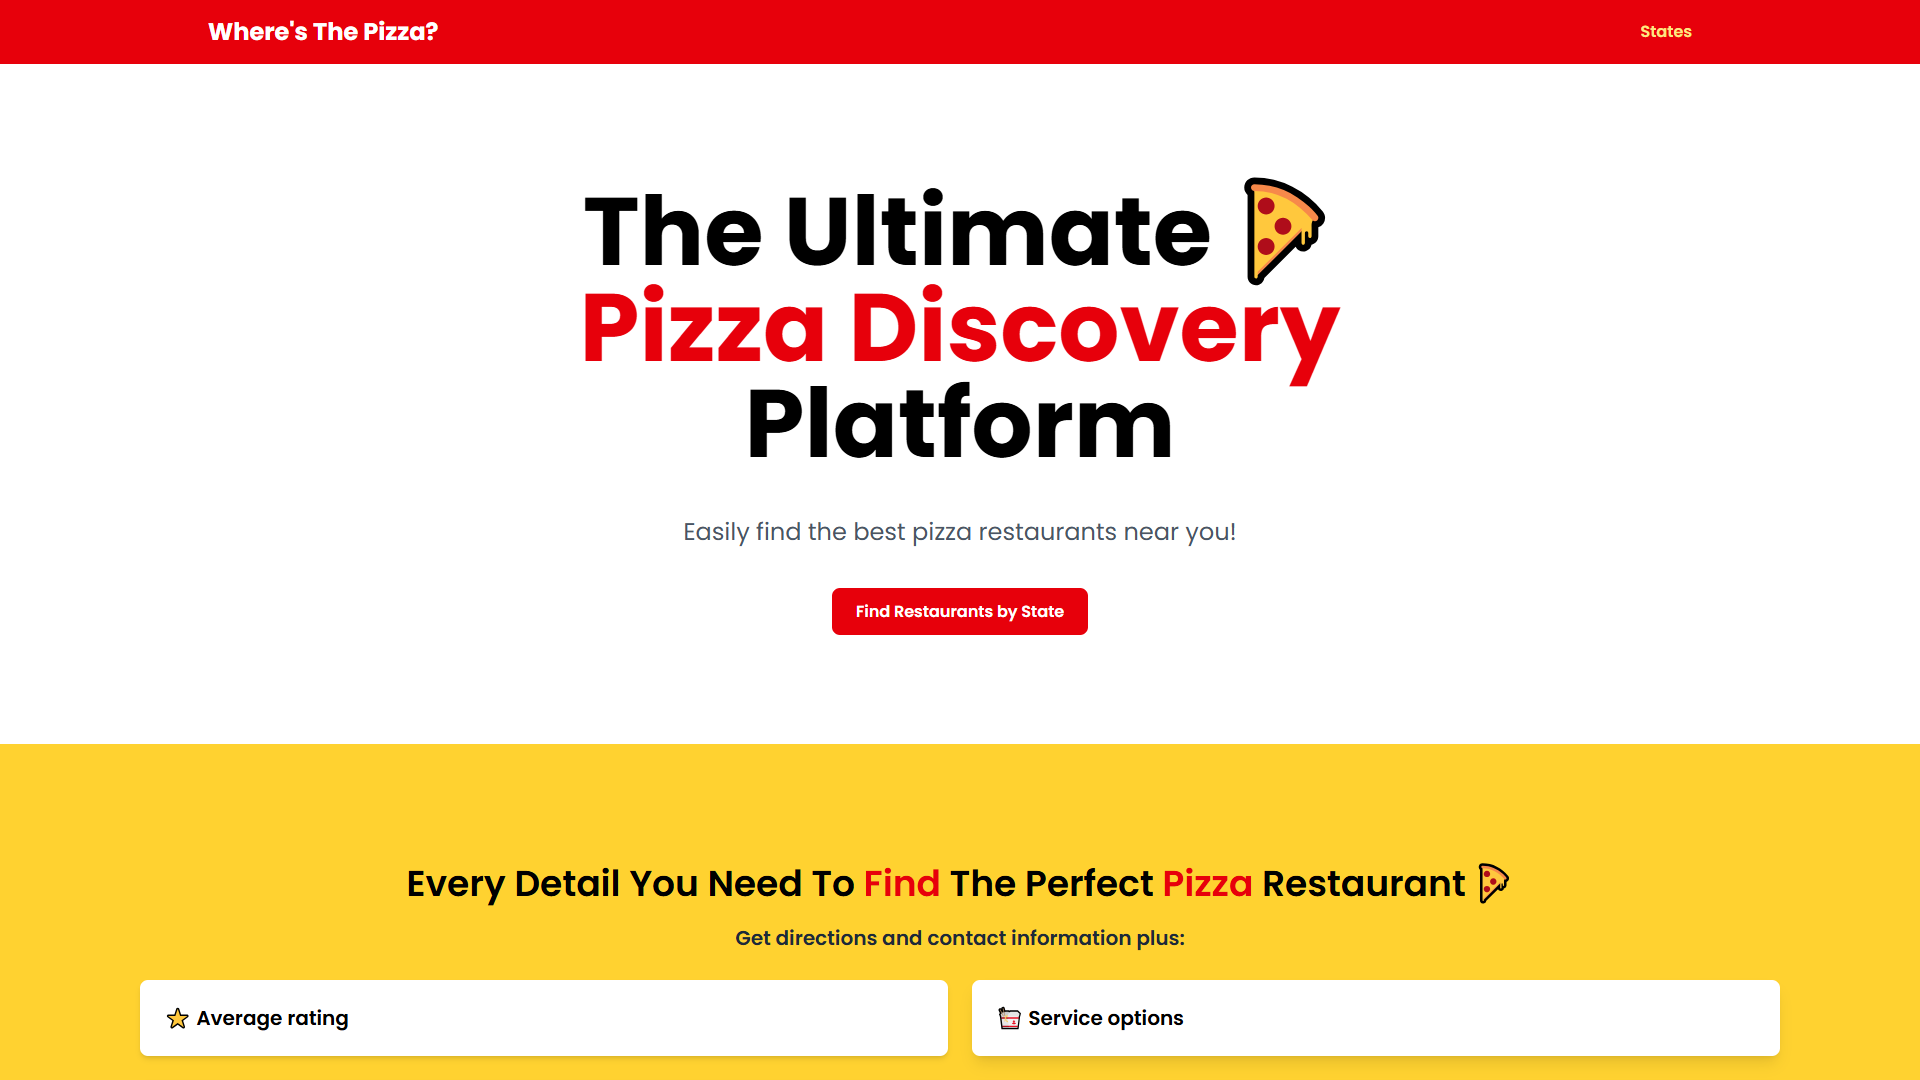 Where's The Pizza?
States
The Ultimate
Pizza Discovery
Platform
Easily find the best pizza restaurants near you!
Find Restaurants by State
Every Detail You Need To Find The Perfect Pizza Restaurant
Get directions and contact information plus:
Average rating
Service options